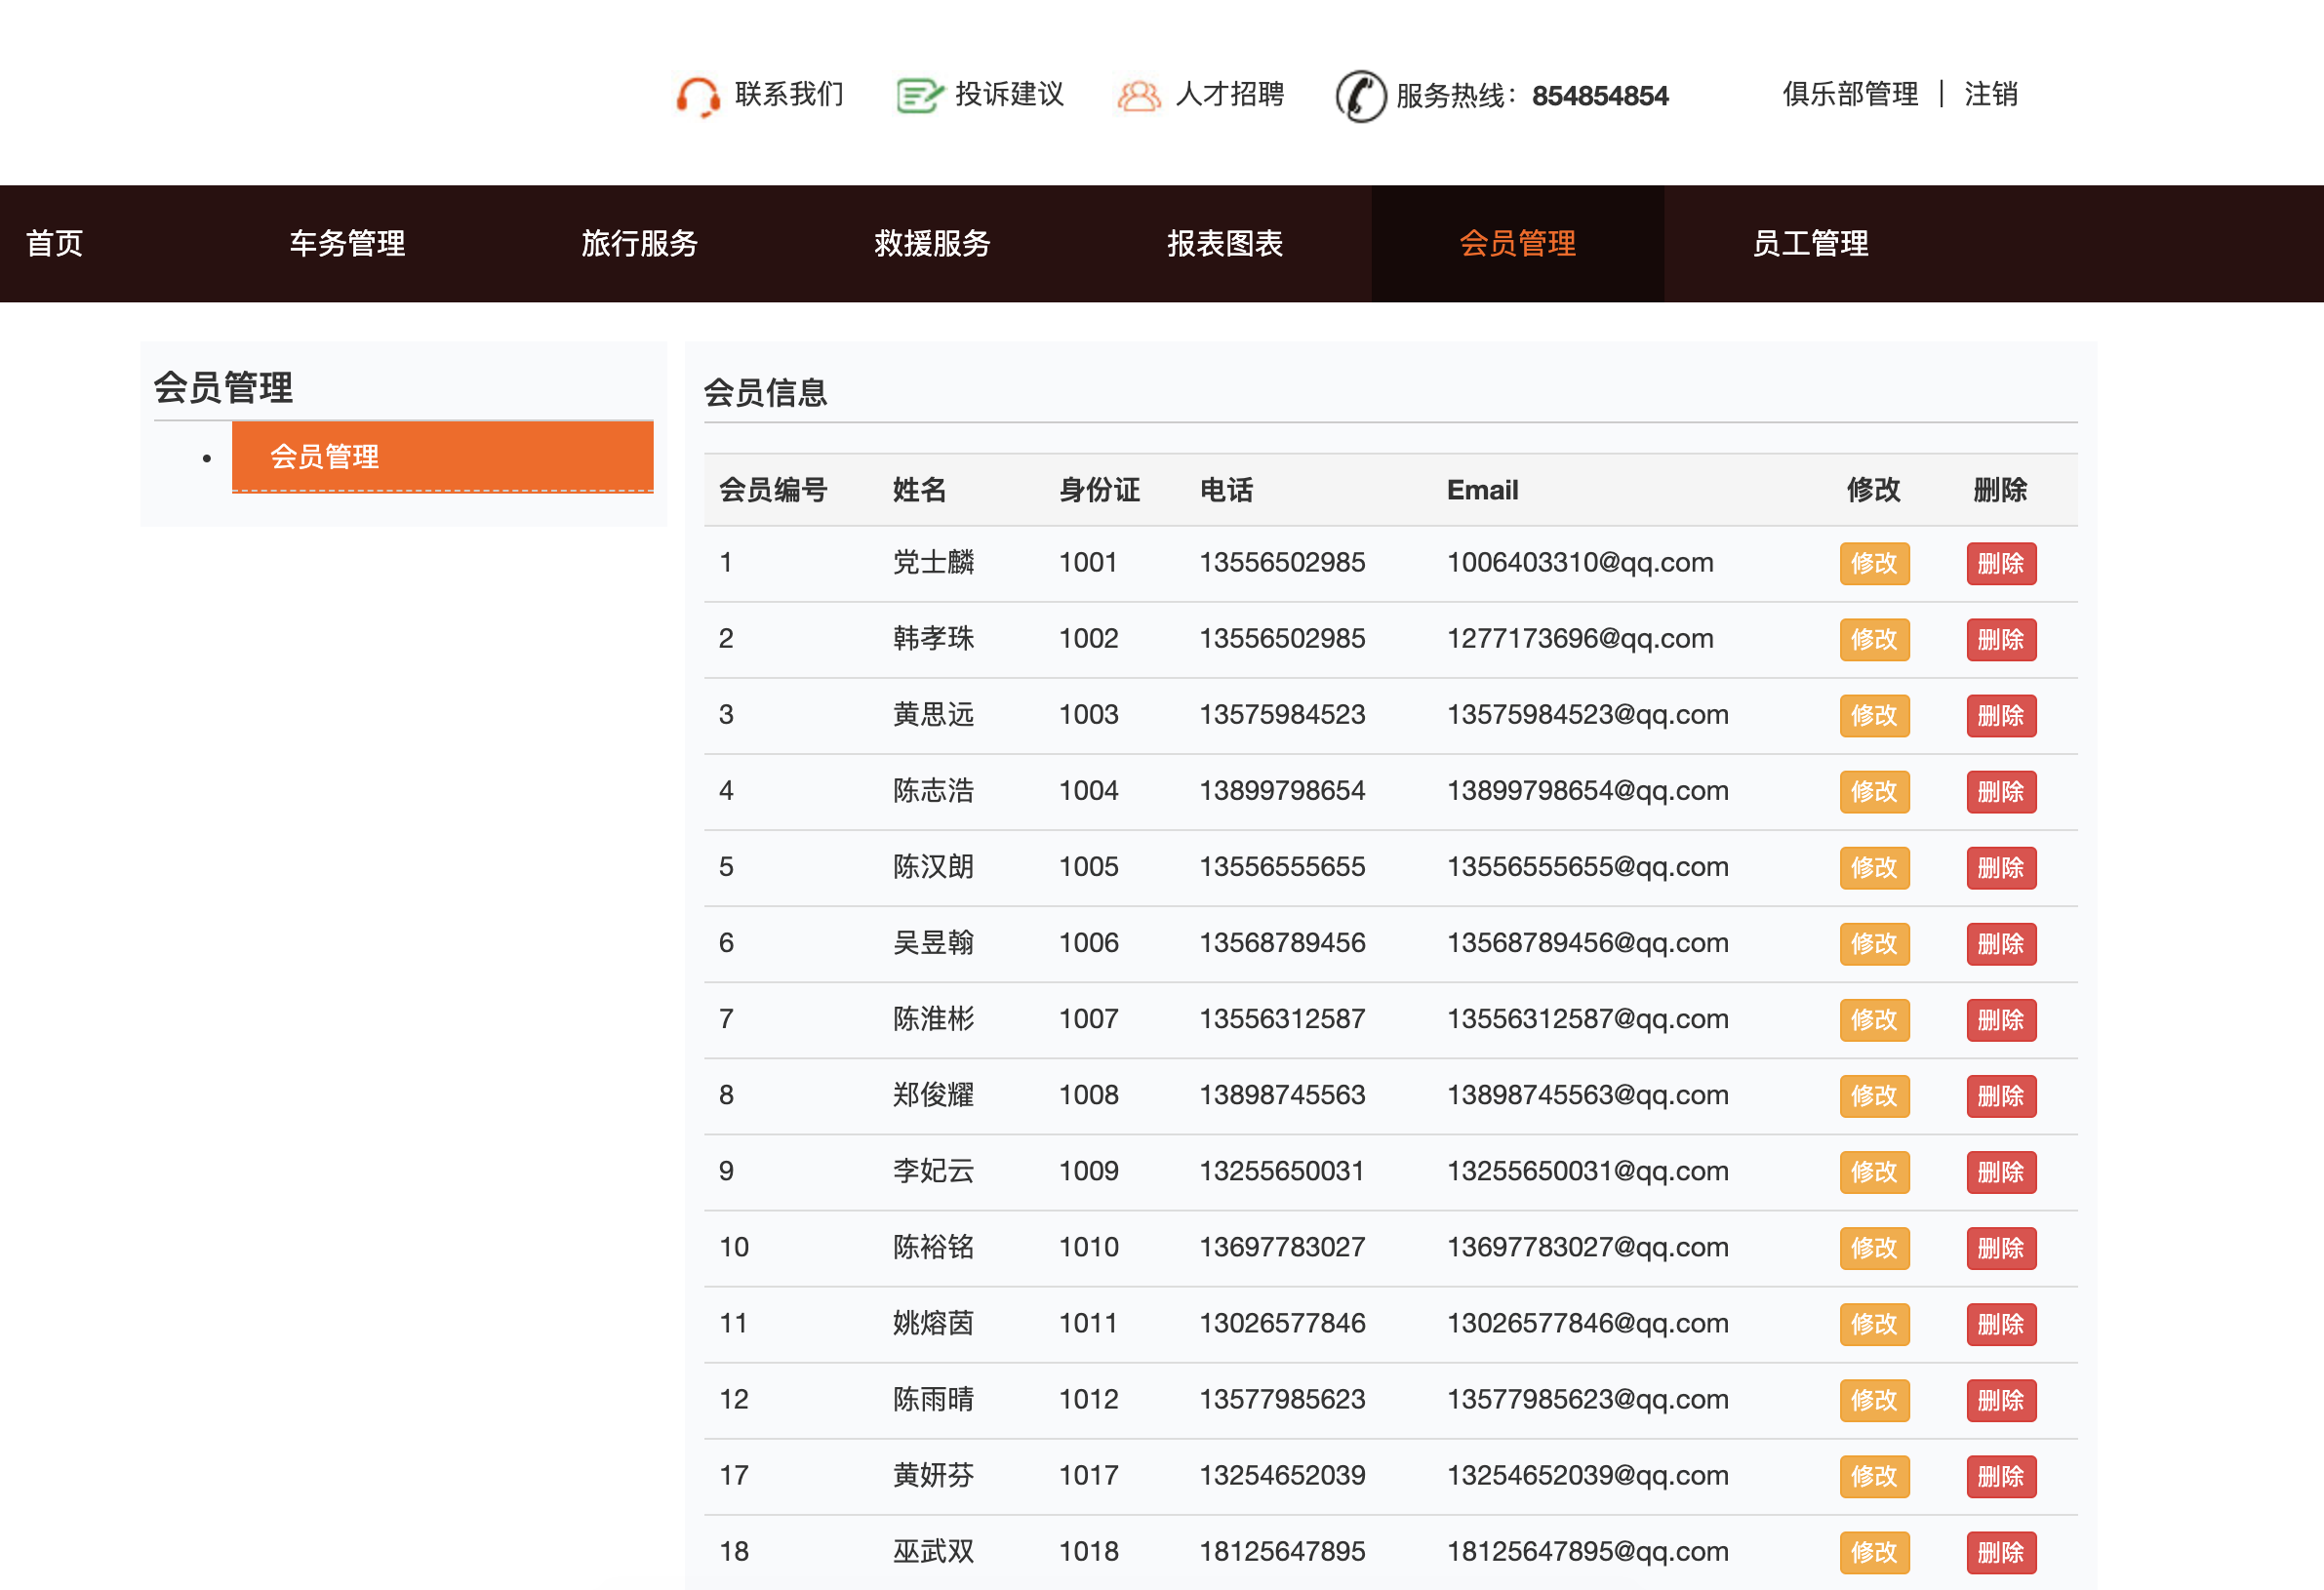 联系我们 投诉建议 人才招聘 服务热线：854854854 俱乐部管理 | 注销
首页 车务管理 旅行服务 救援服务 报表图表 会员管理 员工管理
会员管理
• 会员管理
会员信息
会员编号 姓名 身份证 电话 Email 修改 删除
1 党士麟 1001 13556502985 1006403310@qq.com 修改 删除
2 韩孝珠 1002 13556502985 1277173696@qq.com 修改 删除
3 黄思远 1003 13575984523 13575984523@qq.com 修改 删除
4 陈志浩 1004 13899798654 13899798654@qq.com 修改 删除
5 陈汉朗 1005 13556555655 13556555655@qq.com 修改 删除
6 吴昱翰 1006 13568789456 13568789456@qq.com 修改 删除
7 陈淮彬 1007 13556312587 13556312587@qq.com 修改 删除
8 郑俊耀 1008 13898745563 13898745563@qq.com 修改 删除
9 李妃云 1009 13255650031 13255650031@qq.com 修改 删除
10 陈裕铭 1010 13697783027 13697783027@qq.com 修改 删除
11 姚熔茵 1011 13026577846 13026577846@qq.com 修改 删除
12 陈雨晴 1012 13577985623 13577985623@qq.com 修改 删除
17 黄妍芬 1017 13254652039 13254652039@qq.com 修改 删除
18 巫武双 1018 18125647895 18125647895@qq.com 修改 删除